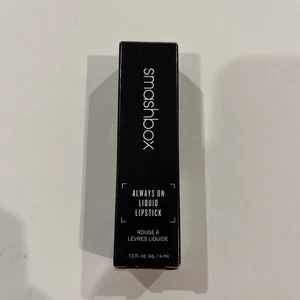 smashbox
ALWAYS ON
LIQUID
LIPSTICK
ROUGE À
LÈVRES LIQUIDE
.13 fl. oz. liq. / 4 ml